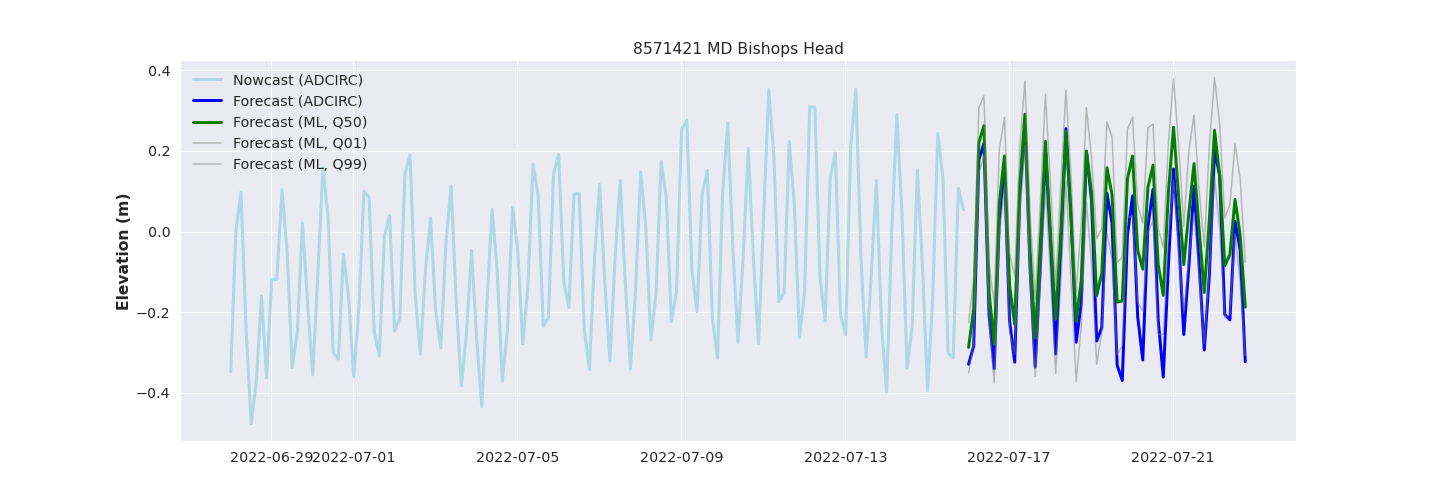 8571421 MD Bishops Head
Elevation (m)
0.4
0.2
0.0
−0.2
−0.4
Nowcast (ADCIRC)
Forecast (ADCIRC)
Forecast (ML, Q50)
Forecast (ML, Q01)
Forecast (ML, Q99)
2022-06-29 2022-07-01 2022-07-05 2022-07-09 2022-07-13 2022-07-17 2022-07-21